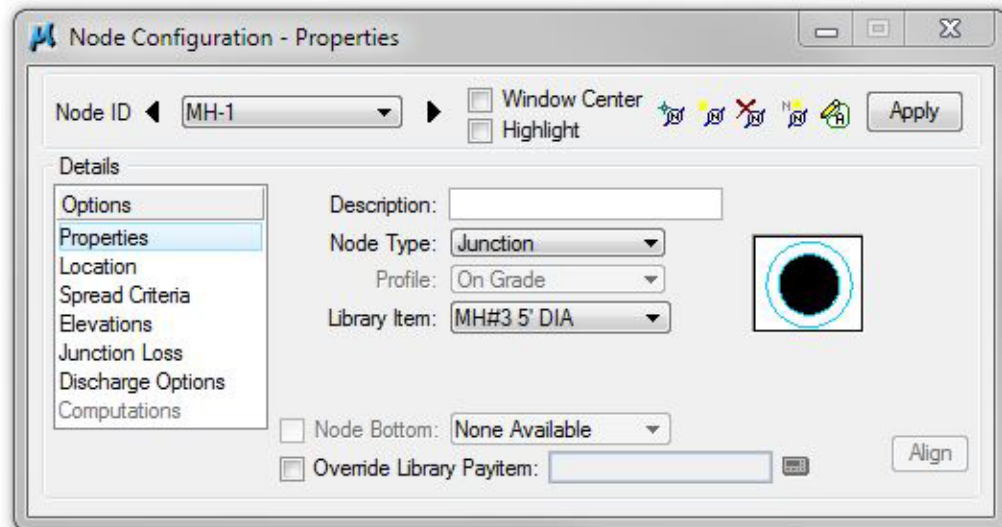 Node Configuration - Properties
Node ID MH-1 Window Center Apply
Highlight
Details
Options
Properties
Location
Spread Criteria
Elevations
Junction Loss
Discharge Options
Computations
Description:
Node Type: Junction
Profile: On Grade
Library Item: MH#3 5' DIA
Node Bottom: None Available
Override Library Payitem:
Align